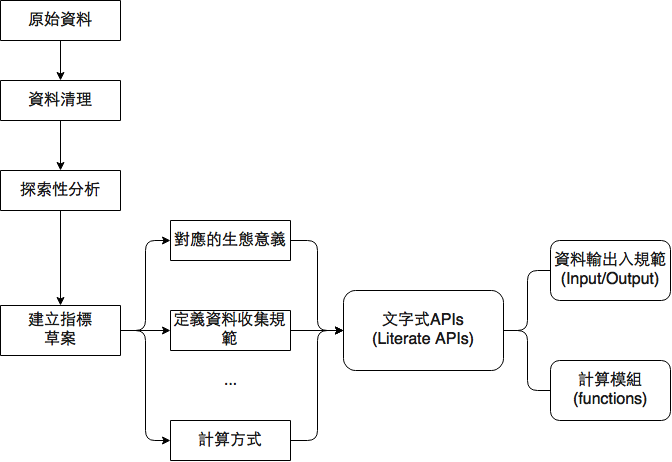 原始資料
資料清理
探索性分析
建立指標
草案
對應的生態意義
定義資料收集規
範
...
計算方式
文字式APIs
(Literate APIs)
資料輸出入規範
(Input/Output)
計算模組
(functions)